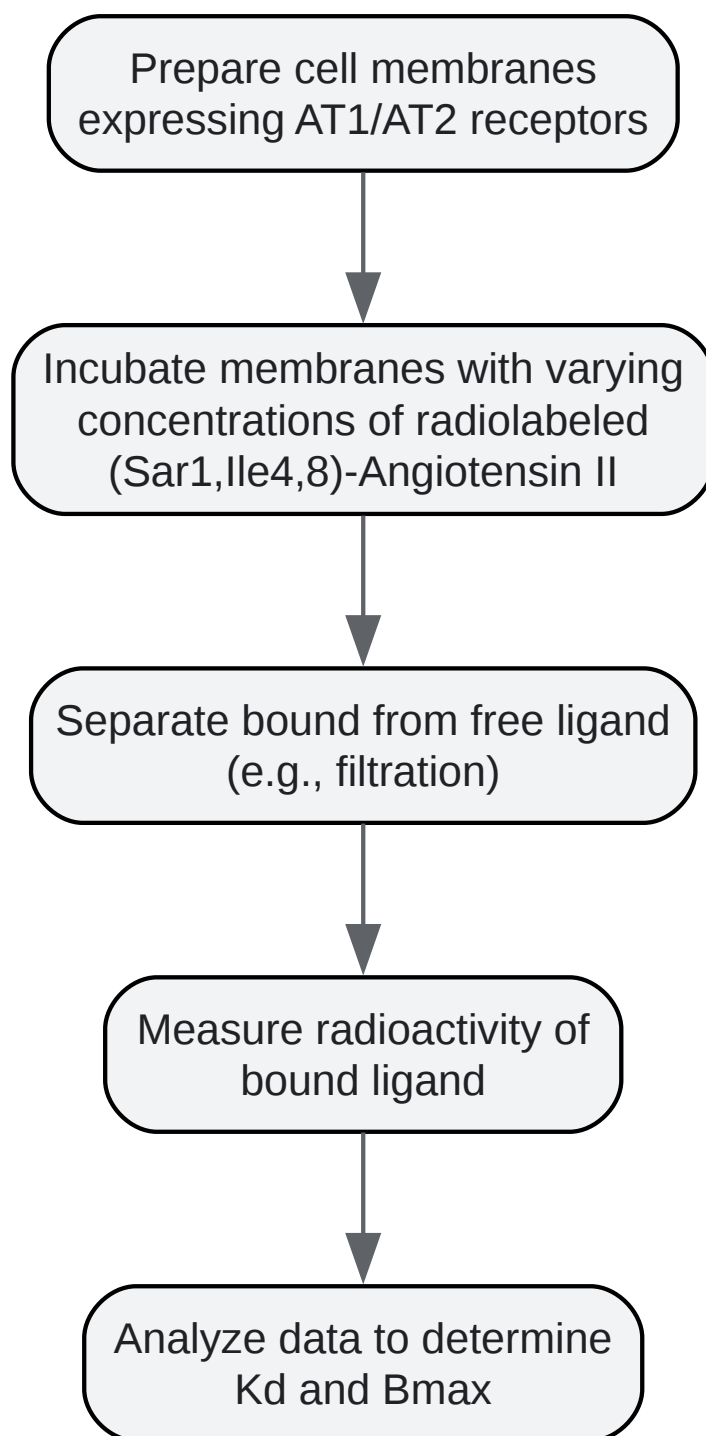 Prepare cell membranes
expressing AT1/AT2 receptors
Incubate membranes with varying
concentrations of radiolabeled
(Sar1,Ile4,8)-Angiotensin II
Separate bound from free ligand
(e.g., filtration)
Measure radioactivity of
bound ligand
Analyze data to determine
Kd and Bmax